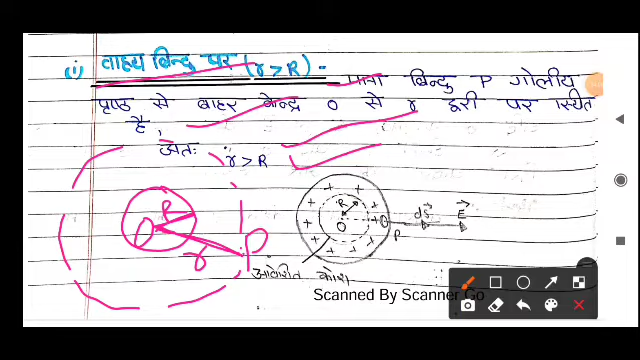 (i) बाह्य बिन्दु पर (r > R) -
माना बिन्दु P गोलीय
पृष्ठ से बाहर केन्द्र O से r दूरी पर स्थित
है,
अतः r > R
R
O
r
P
R
O
+ + + + + + + +
dS E
P
आवेशित कोश
Scanned By Scanner Go